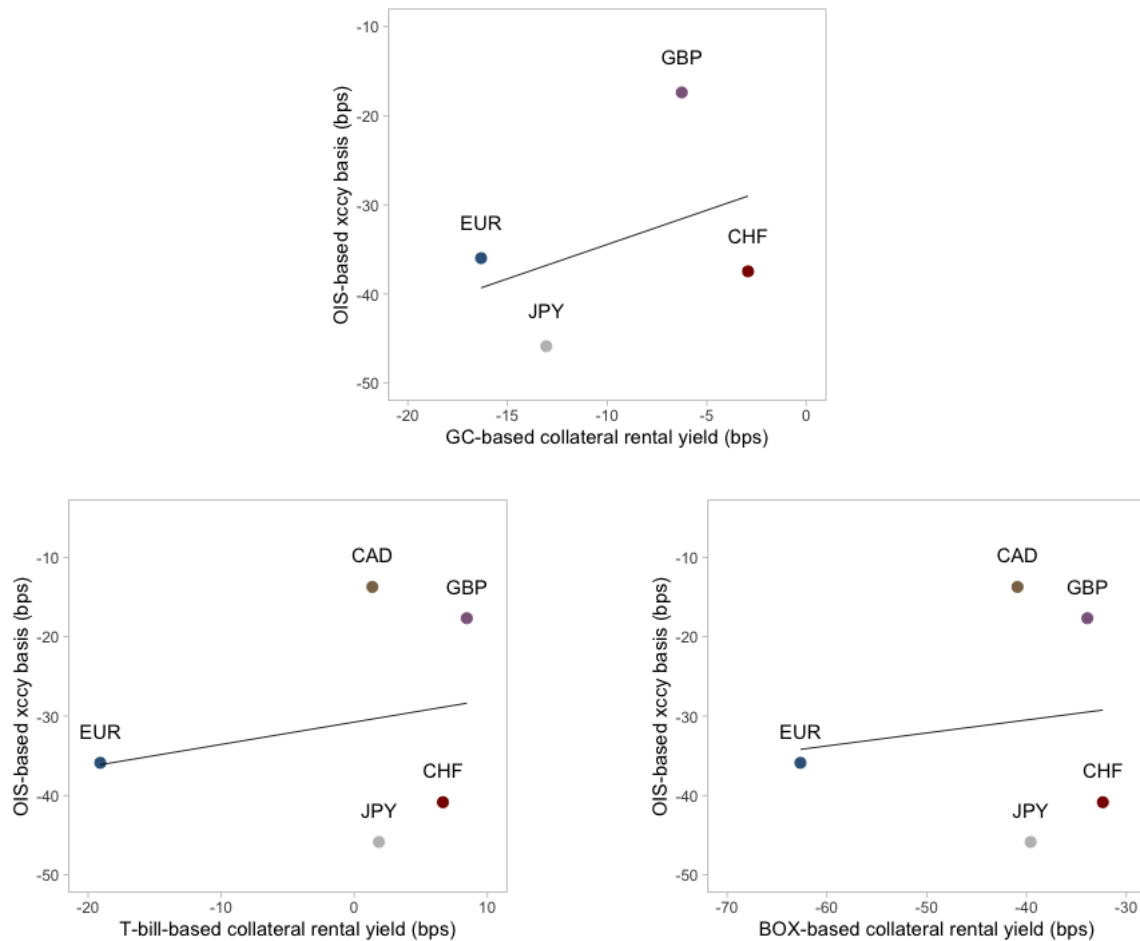 -10
-20
-30
-40
-50
OIS-based xccy basis (bps)
GBP
EUR
CHF
JPY
-20 -15 -10 -5 0
GC-based collateral rental yield (bps)
-10
-20
-30
-40
-50
OIS-based xccy basis (bps)
CAD
GBP
EUR
CHF
JPY
-20 -10 0 10
T-bill-based collateral rental yield (bps)
-10
-20
-30
-40
-50
OIS-based xccy basis (bps)
CAD
GBP
EUR
CHF
JPY
-70 -60 -50 -40 -30
BOX-based collateral rental yield (bps)